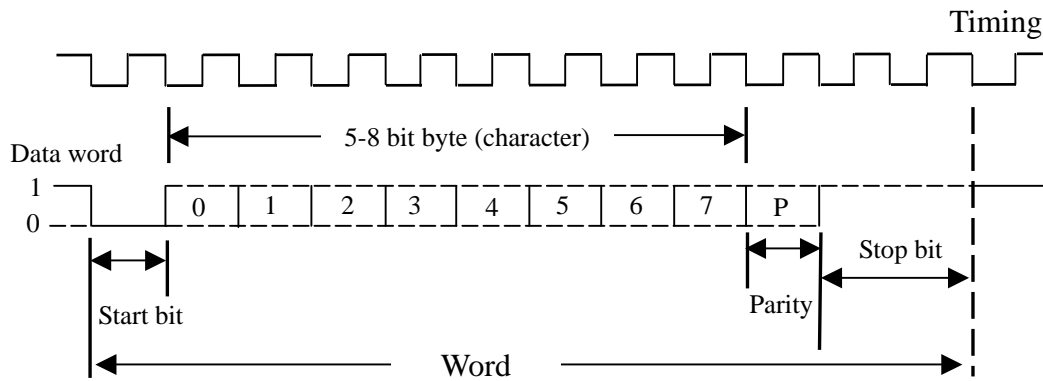 Timing
5-8 bit byte (character)
Data word
1
0
0 1 2 3 4 5 6 7 P
Stop bit
Start bit
Parity
Word